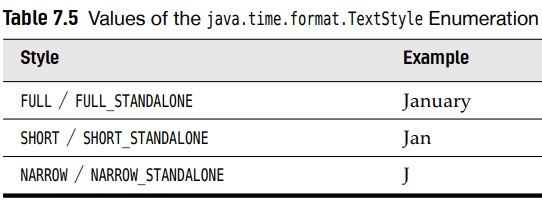 Table 7.5 Values of the java.time.format.TextStyle Enumeration
Style Example
FULL / FULL_STANDALONE January
SHORT / SHORT_STANDALONE Jan
NARROW / NARROW_STANDALONE J